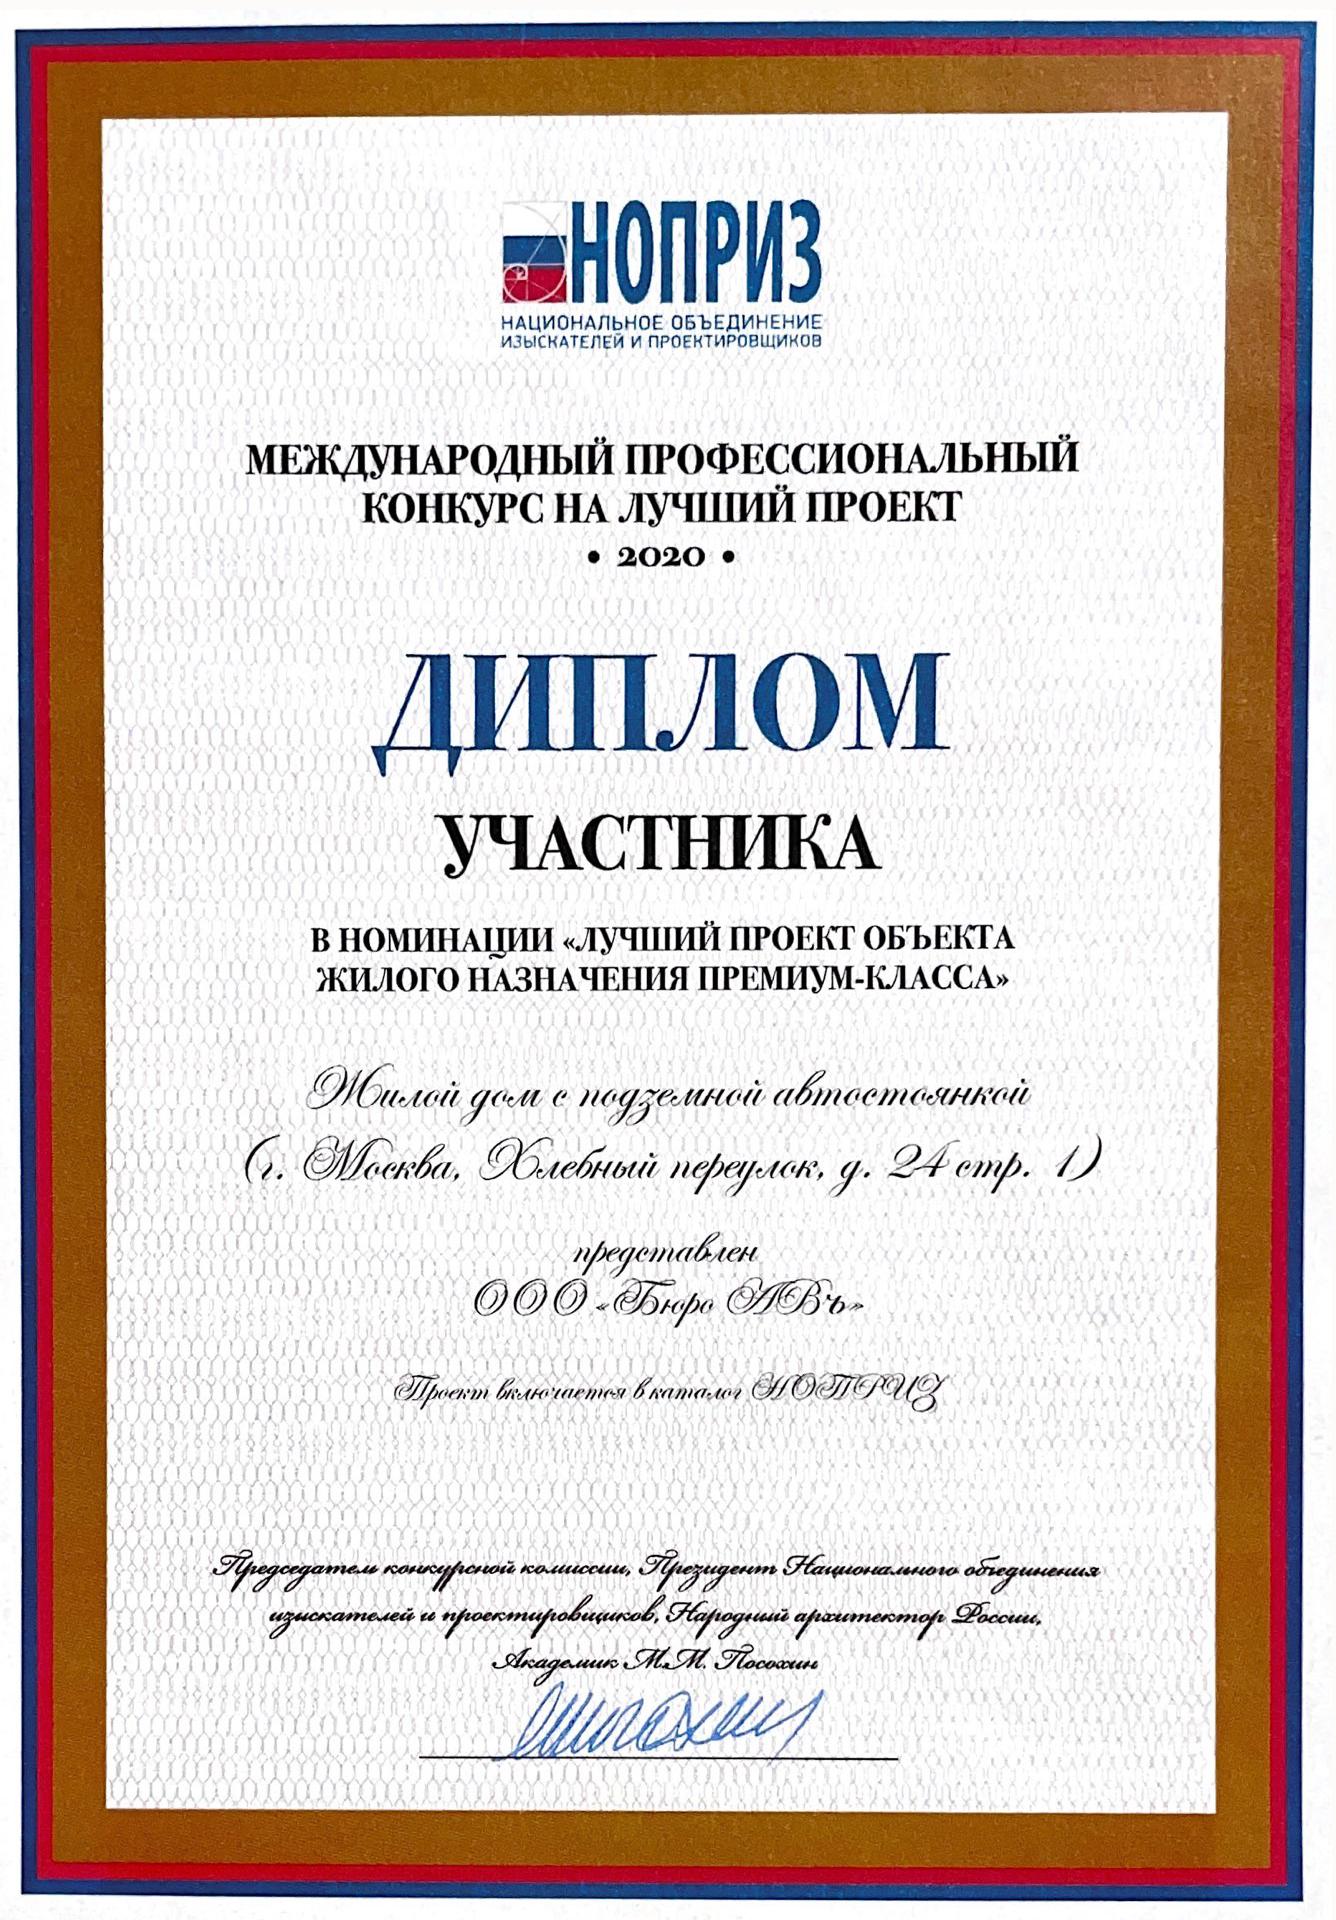 НОПРИЗ
НАЦИОНАЛЬНОЕ ОБЪЕДИНЕНИЕ
ИЗЫСКАТЕЛЕЙ И ПРОЕКТИРОВЩИКОВ
МЕЖДУНАРОДНЫЙ ПРОФЕССИОНАЛЬНЫЙ
КОНКУРС НА ЛУЧШИЙ ПРОЕКТ
• 2020 •
ДИПЛОМ
УЧАСТНИКА
В НОМИНАЦИИ «ЛУЧШИЙ ПРОЕКТ ОБЪЕКТА
ЖИЛОГО НАЗНАЧЕНИЯ ПРЕМИУМ-КЛАССА»
Жилой дом с подземной автостоянкой
(г. Москва, Хлебный переулок, д. 24 стр. 1)
представлен
ООО «Бюро АВъ»
Проект включается в каталог НОПРИЗ
Председатель конкурсной комиссии, Президент Национального объединения
изыскателей и проектировщиков, Народный архитектор России,
Академик М.М. Посохин